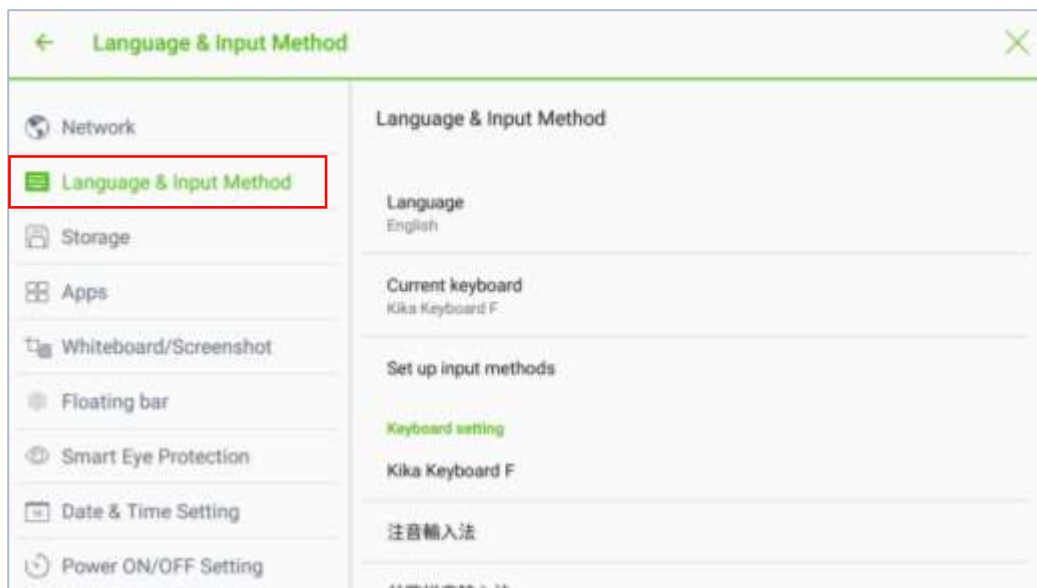 Language & Input Method
Network
Language & Input Method
Storage
Apps
Whiteboard/Screenshot
Floating bar
Smart Eye Protection
Date & Time Setting
Power ON/OFF Setting
Language & Input Method
Language
English
Current keyboard
Kika Keyboard F
Set up input methods
Keyboard setting
Kika Keyboard F
注音輸入法